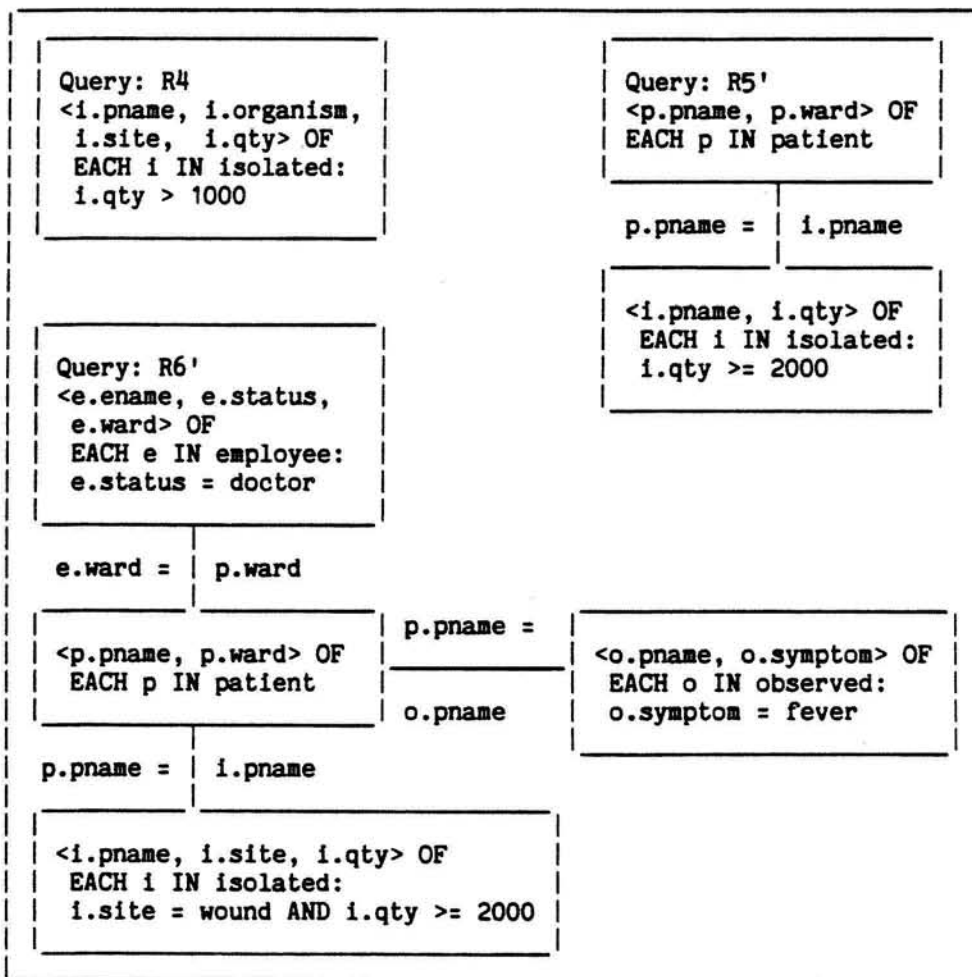 Query: R4
<i.pname, i.organism,
i.site, i.qty> OF
EACH i IN isolated:
i.qty > 1000
Query: R5'
<p.pname, p.ward> OF
EACH p IN patient
p.pname = i.pname
<i.pname, i.qty> OF
EACH i IN isolated:
i.qty >= 2000
Query: R6'
<e.ename, e.status,
e.ward> OF
EACH e IN employee:
e.status = doctor
e.ward = p.ward
<p.pname, p.ward> OF
EACH p IN patient
p.pname =
o.pname
<o.pname, o.symptom> OF
EACH o IN observed:
o.symptom = fever
p.pname = i.pname
<i.pname, i.site, i.qty> OF
EACH i IN isolated:
i.site = wound AND i.qty >= 2000